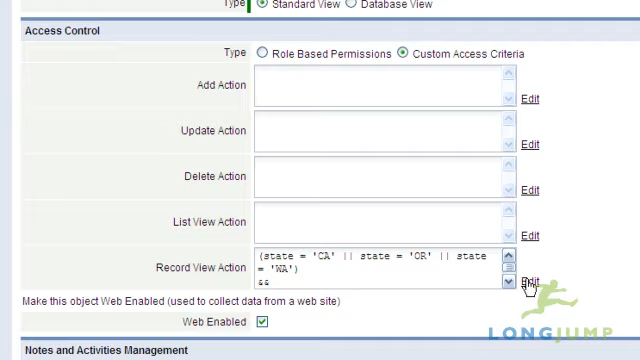 Type Standard View Database View
Access Control
Type Role Based Permissions Custom Access Criteria
Add Action
Edit
Update Action
Edit
Delete Action
Edit
List View Action
Edit
Record View Action
(state = 'CA' || state = 'OR' || state
= 'WA')
&&
Edit
Make this object Web Enabled (used to collect data from a web site)
Web Enabled
LONGJUMP
Notes and Activities Management